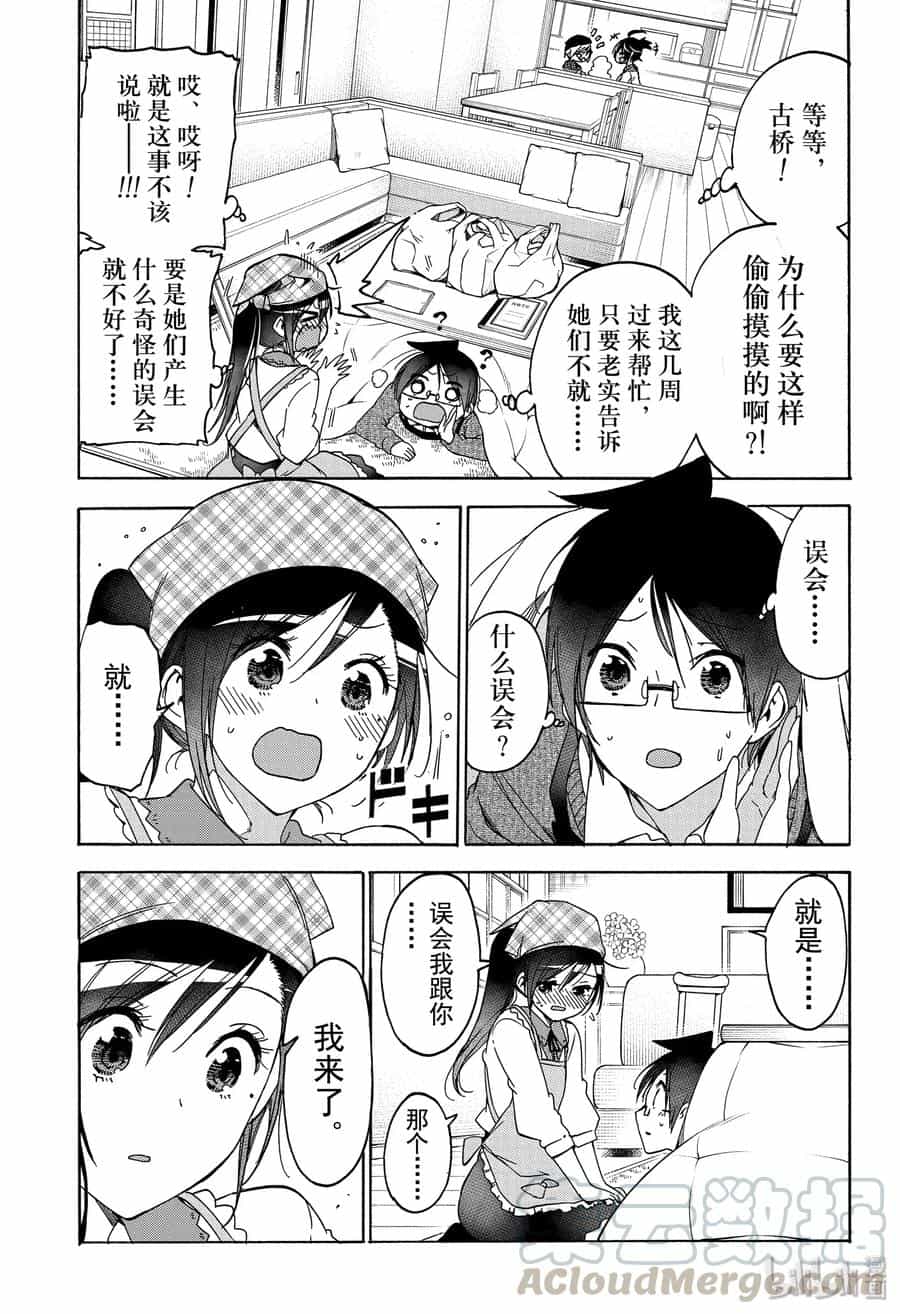 等等，
古桥！
为什么要这样
偷偷摸摸的啊?!
我这几周
过来帮忙，
只要老实告诉
她们不就……
哎、哎呀！
就是这事不该
说啦——!!!
要是她们产生
什么奇怪的误会
就不好了……
?
?
?
误会……
什么误会？
就……
ドキ
就是……
误会我跟你
……
那个……
我来了。
聚云数据
ACloudMerge.com